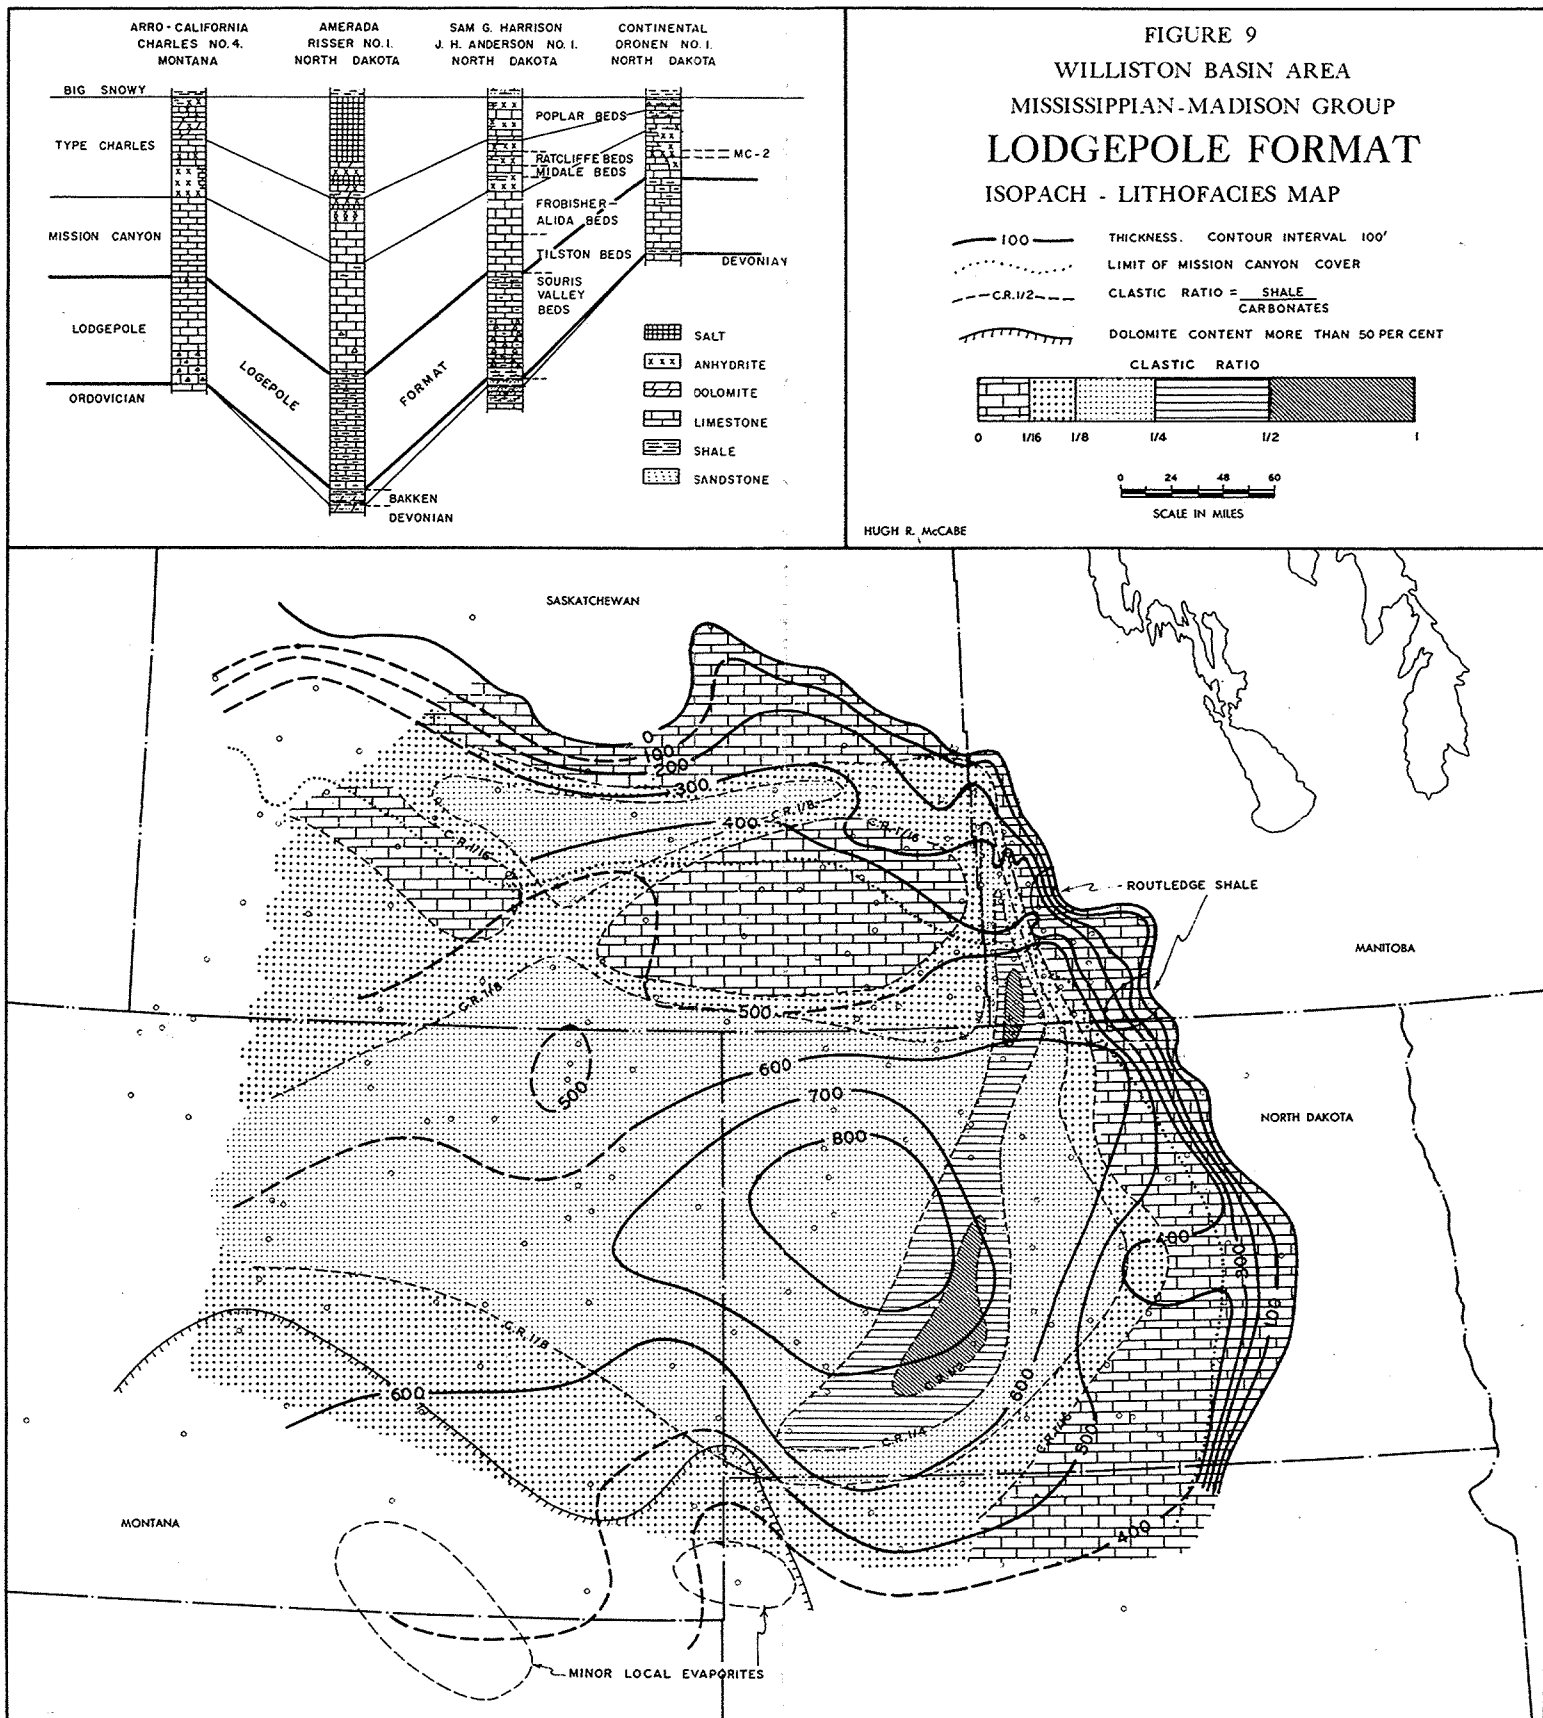 ARRO-CALIFORNIA
CHARLES NO. 4.
MONTANA
AMERADA
RISSER NO. 1.
NORTH DAKOTA
SAM G. HARRISON
J. H. ANDERSON NO. 1.
NORTH DAKOTA
CONTINENTAL
DRONEN NO. 1.
NORTH DAKOTA
BIG SNOWY
TYPE CHARLES
MISSION CANYON
LODGEPOLE
ORDOVICIAN
LOGEPOLE
FORMAT
BAKKEN
DEVONIAN
POPLAR BEDS
RATCLIFFE BEDS
MIDALE BEDS
MC-2
FROBISHER-
ALIDA BEDS
TILSTON BEDS
DEVONIAN
SOURIS
VALLEY
BEDS
SALT
ANHYDRITE
DOLOMITE
LIMESTONE
SHALE
SANDSTONE
FIGURE 9
WILLISTON BASIN AREA
MISSISSIPPIAN-MADISON GROUP
LODGEPOLE FORMAT
ISOPACH - LITHOFACIES MAP
100 THICKNESS. CONTOUR INTERVAL 100'
LIMIT OF MISSION CANYON COVER
C.R.1/2 CLASTIC RATIO = SHALE
CARBONATES
DOLOMITE CONTENT MORE THAN 50 PER CENT
CLASTIC RATIO
0 1/16 1/8 1/4 1/2 1
0 24 48 60
SCALE IN MILES
HUGH R. McCABE
SASKATCHEWAN
0
100
200
300
400
C.R. 1/8
C.R. 1/16
C.R. 1/16
ROUTLEDGE SHALE
MANITOBA
C.R. 1/8
500
500
600
700
800
NORTH DAKOTA
400
300
100
C.R. 1/8
600
C.R. 1/2
600
C.R. 1/4
C.R. 1/16
500
400
MONTANA
MINOR LOCAL EVAPORITES